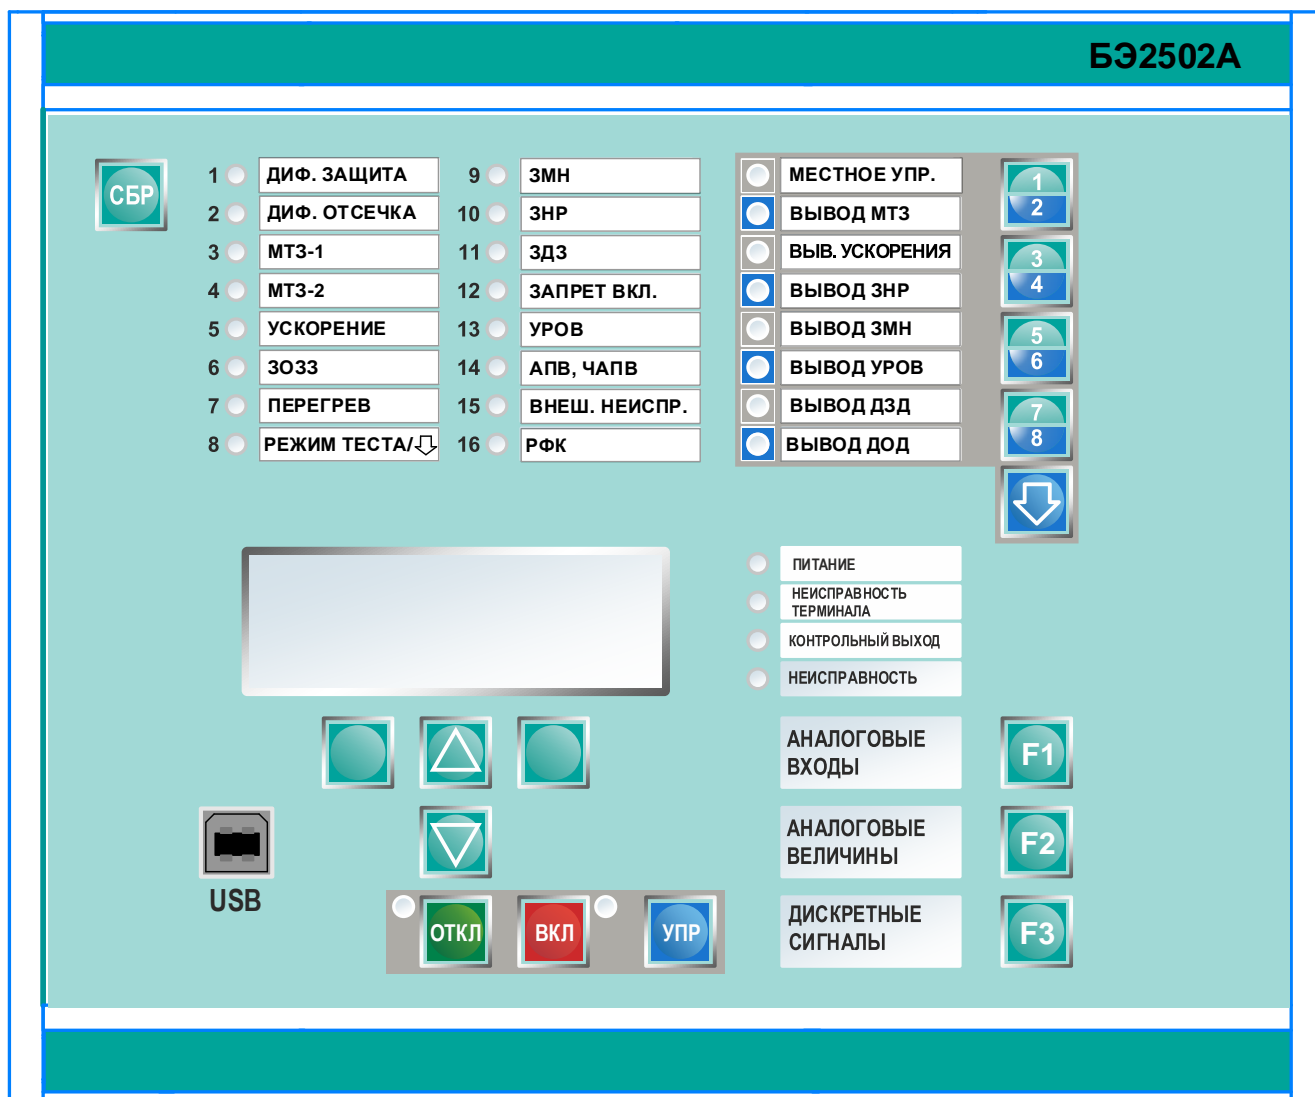 БЭ2502А
СБР
1 ДИФ. ЗАЩИТА
2 ДИФ. ОТСЕЧКА
3 МТЗ-1
4 МТЗ-2
5 УСКОРЕНИЕ
6 ЗОЗЗ
7 ПЕРЕГРЕВ
8 РЕЖИМ ТЕСТА/
9 ЗМН
10 ЗНР
11 ЗДЗ
12 ЗАПРЕТ ВКЛ.
13 УРОВ
14 АПВ, ЧАПВ
15 ВНЕШ. НЕИСПР.
16 РФК
МЕСТНОЕ УПР.
ВЫВОД МТЗ
ВЫВ. УСКОРЕНИЯ
ВЫВОД ЗНР
ВЫВОД ЗМН
ВЫВОД УРОВ
ВЫВОД ДЗД
ВЫВОД ДОД
1
2
3
4
5
6
7
8
ПИТАНИЕ
НЕИСПРАВНОСТЬ
ТЕРМИНАЛА
КОНТРОЛЬНЫЙ ВЫХОД
НЕИСПРАВНОСТЬ
АНАЛОГОВЫЕ
ВХОДЫ
F1
АНАЛОГОВЫЕ
ВЕЛИЧИНЫ
F2
ДИСКРЕТНЫЕ
СИГНАЛЫ
F3
USB
ОТКЛ
ВКЛ
УПР